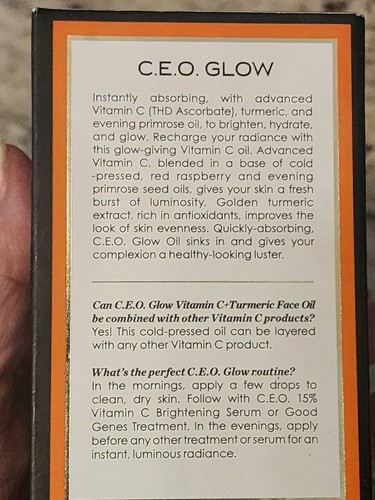 C.E.O. GLOW
Instantly absorbing, with advanced
Vitamin C (THD Ascorbate), turmeric, and
evening primrose oil, to brighten, hydrate,
and glow. Recharge your radiance with
this glow-giving Vitamin C oil. Advanced
Vitamin C, blended in a base of cold
-pressed, red raspberry and evening
primrose seed oils, gives your skin a fresh
burst of luminosity. Golden turmeric
extract, rich in antioxidants, improves the
look of skin evenness. Quickly-absorbing,
C.E.O. Glow Oil sinks in and gives your
complexion a healthy-looking luster.
Can C.E.O. Glow Vitamin C+Turmeric Face Oil
be combined with other Vitamin C products?
Yes! This cold-pressed oil can be layered
with any other Vitamin C product.
What's the perfect C.E.O. Glow routine?
In the mornings, apply a few drops to
clean, dry skin. Follow with C.E.O. 15%
Vitamin C Brightening Serum or Good
Genes Treatment. In the evenings, apply
before any other treatment or serum for an
instant, luminous radiance.